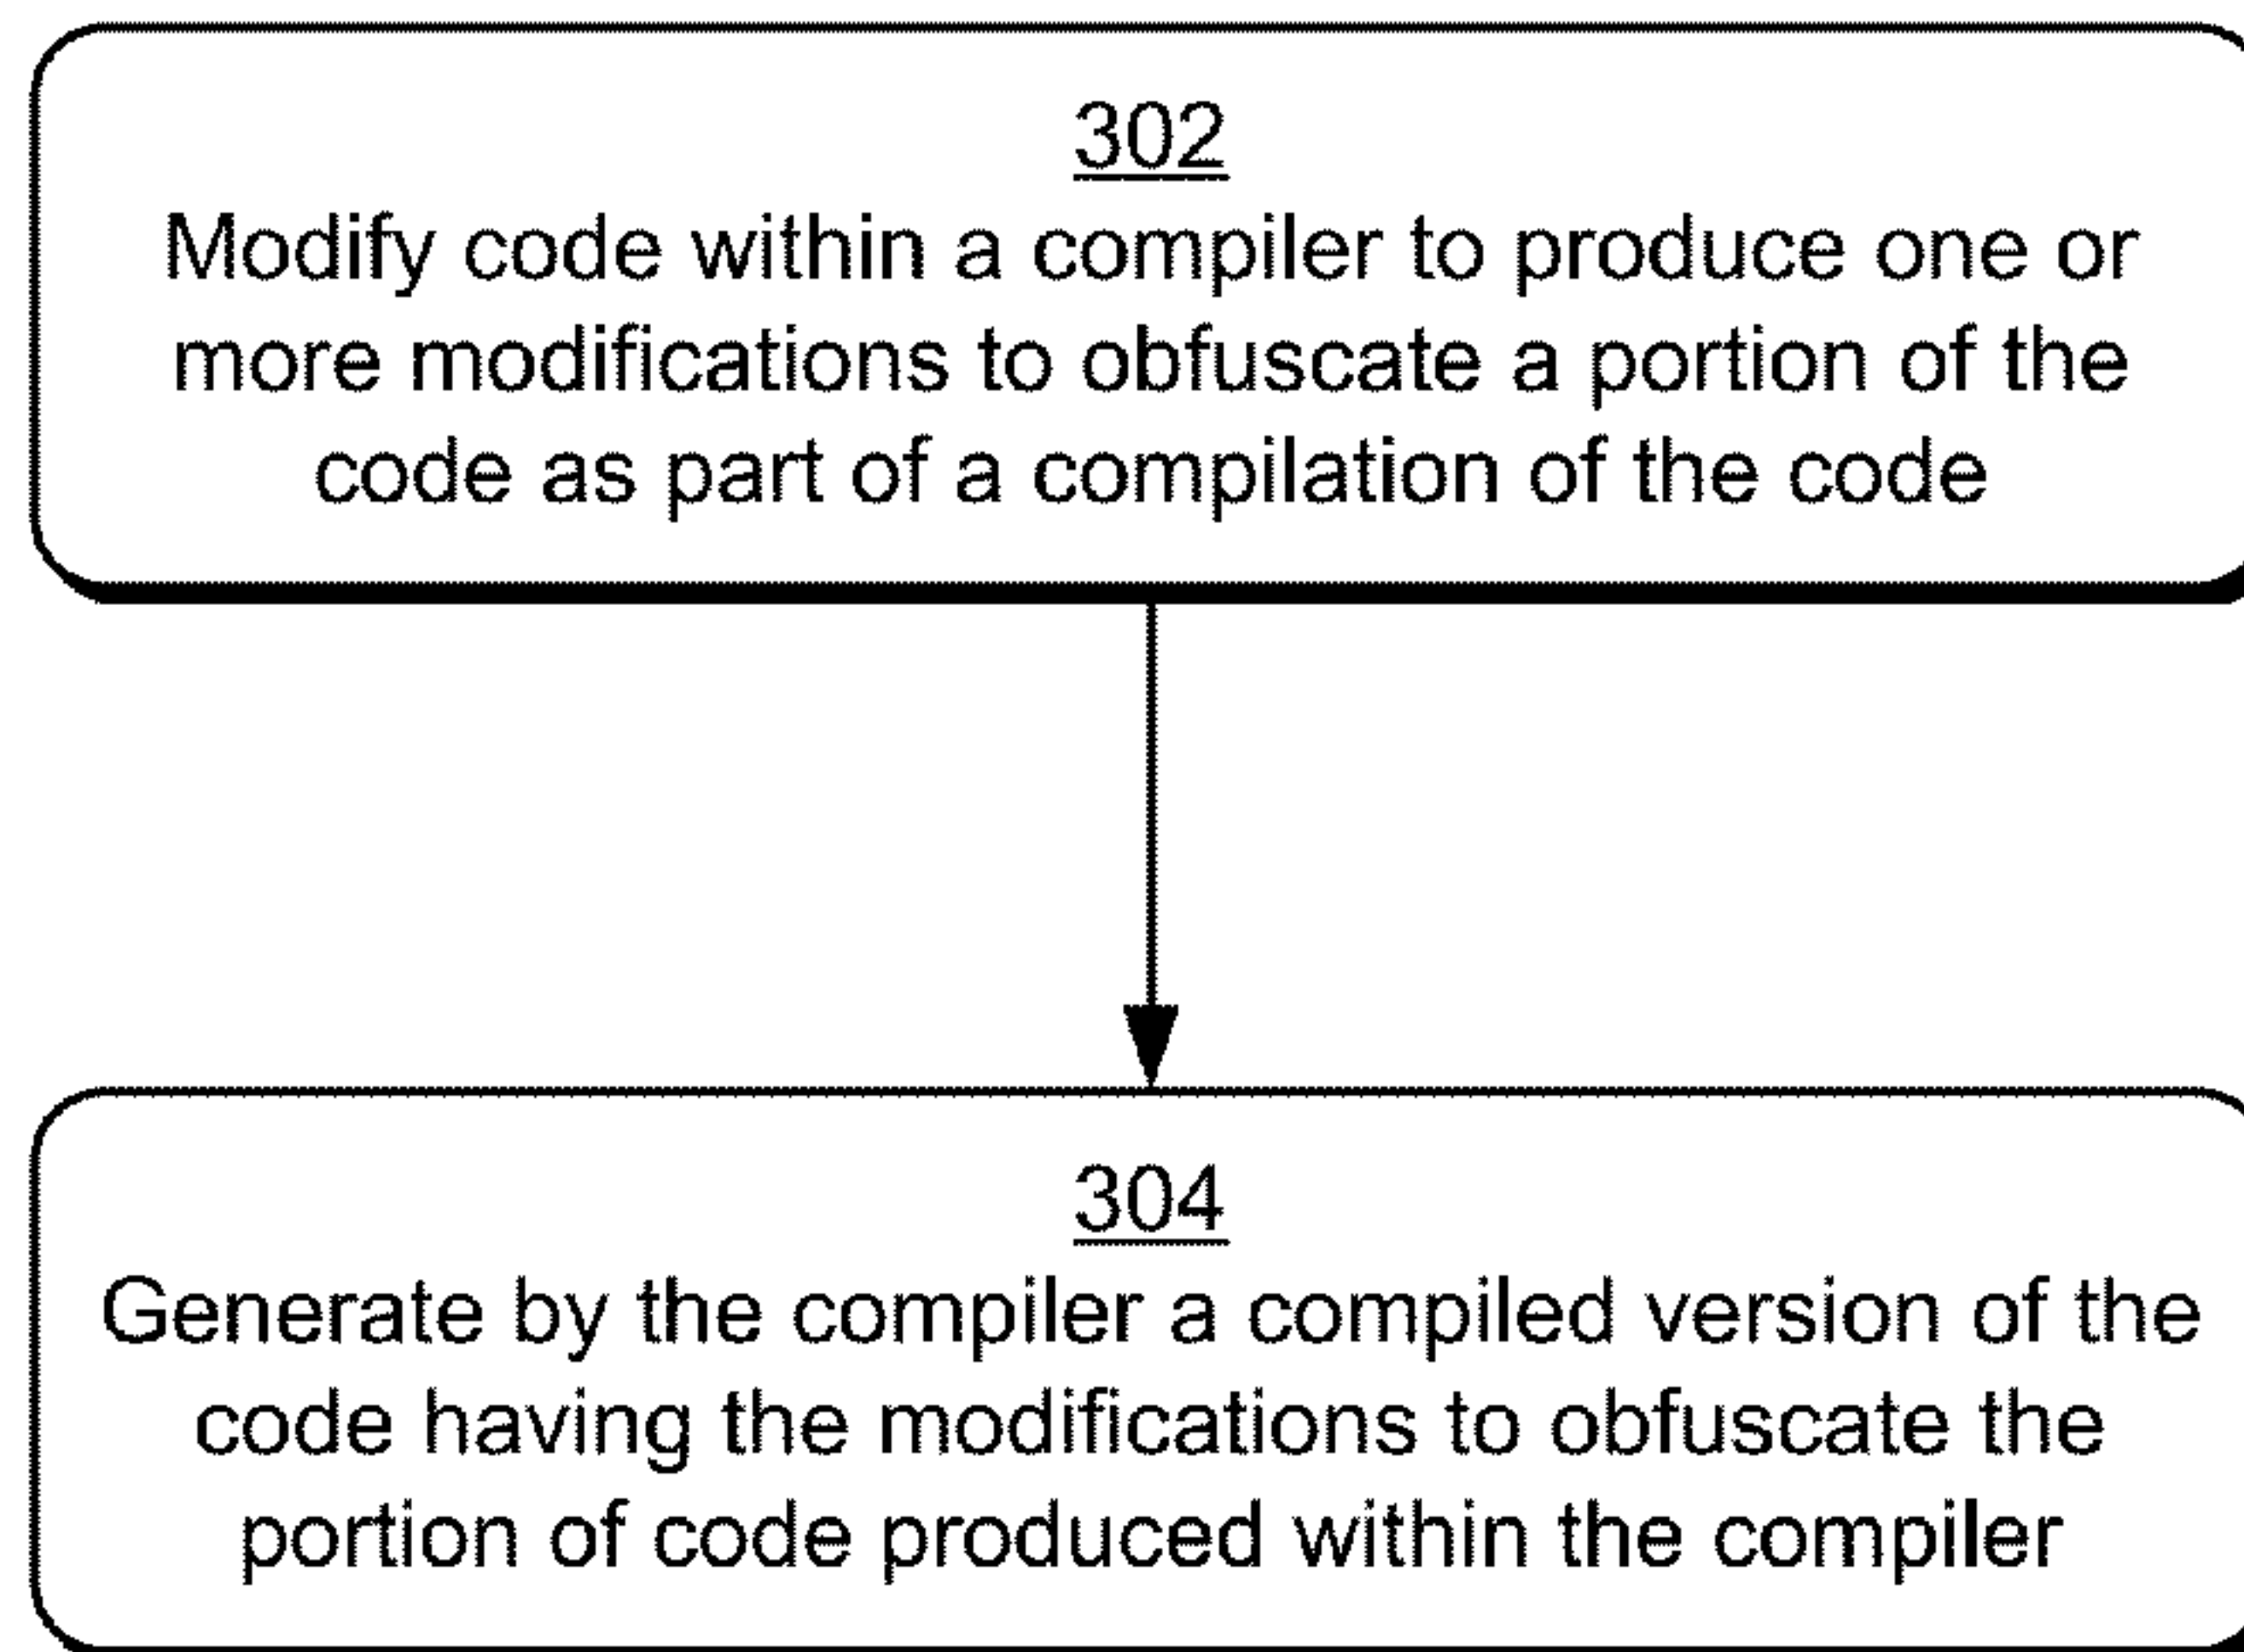 302
Modify code within a compiler to produce one or
more modifications to obfuscate a portion of the
code as part of a compilation of the code
304
Generate by the compiler a compiled version of the
code having the modifications to obfuscate the
portion of code produced within the compiler